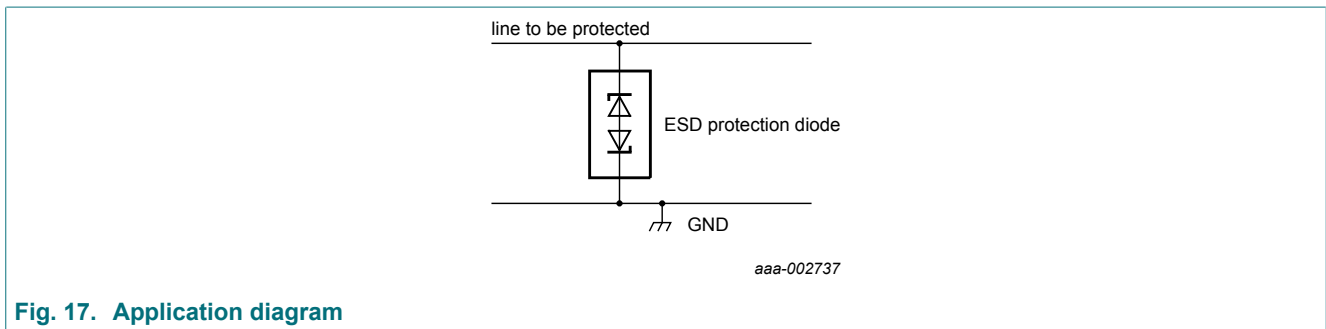 line to be protected
ESD protection diode
GND
aaa-002737
Fig. 17. Application diagram